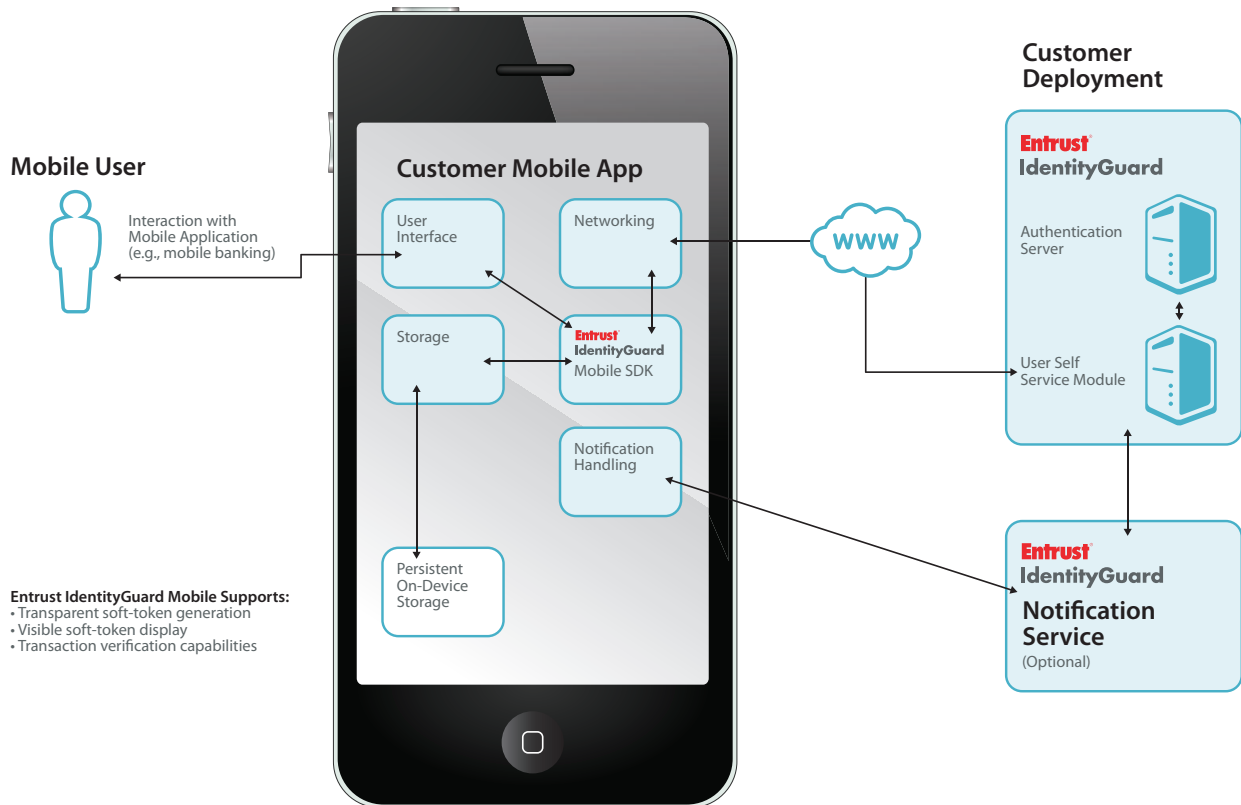 Mobile User
Interaction with
Mobile Application
(e.g., mobile banking)
Entrust IdentityGuard Mobile Supports:
• Transparent soft-token generation
• Visible soft-token display
• Transaction verification capabilities
Customer Mobile App
User
Interface
Networking
Storage
Entrust®
IdentityGuard
Mobile SDK
Notification
Handling
Persistent
On-Device
Storage
WWW
Customer
Deployment
Entrust®
IdentityGuard
Authentication
Server
User Self
Service Module
Entrust®
IdentityGuard
Notification
Service
(Optional)